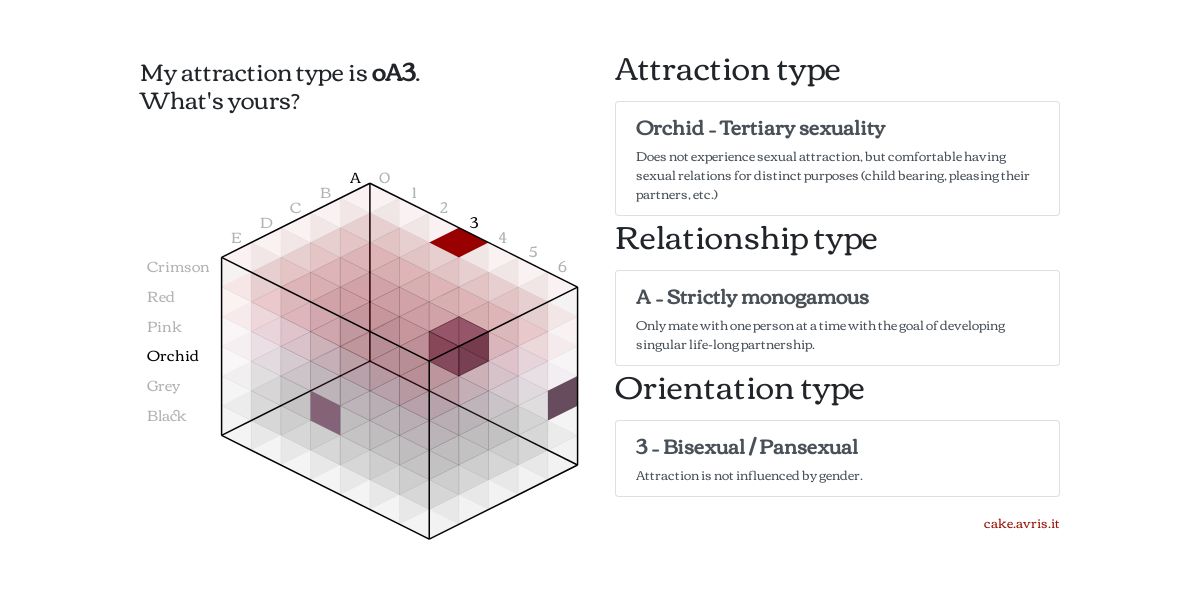 My attraction type is oA3.
What's yours?
A O
B 1
C 2
D 3
E 4
5
6
Crimson
Red
Pink
Orchid
Grey
Black
Attraction type
Orchid - Tertiary sexuality
Does not experience sexual attraction, but comfortable having
sexual relations for distinct purposes (child bearing, pleasing their
partners, etc.)
Relationship type
A - Strictly monogamous
Only mate with one person at a time with the goal of developing
singular life-long partnership.
Orientation type
3 - Bisexual / Pansexual
Attraction is not influenced by gender.
cake.avris.it